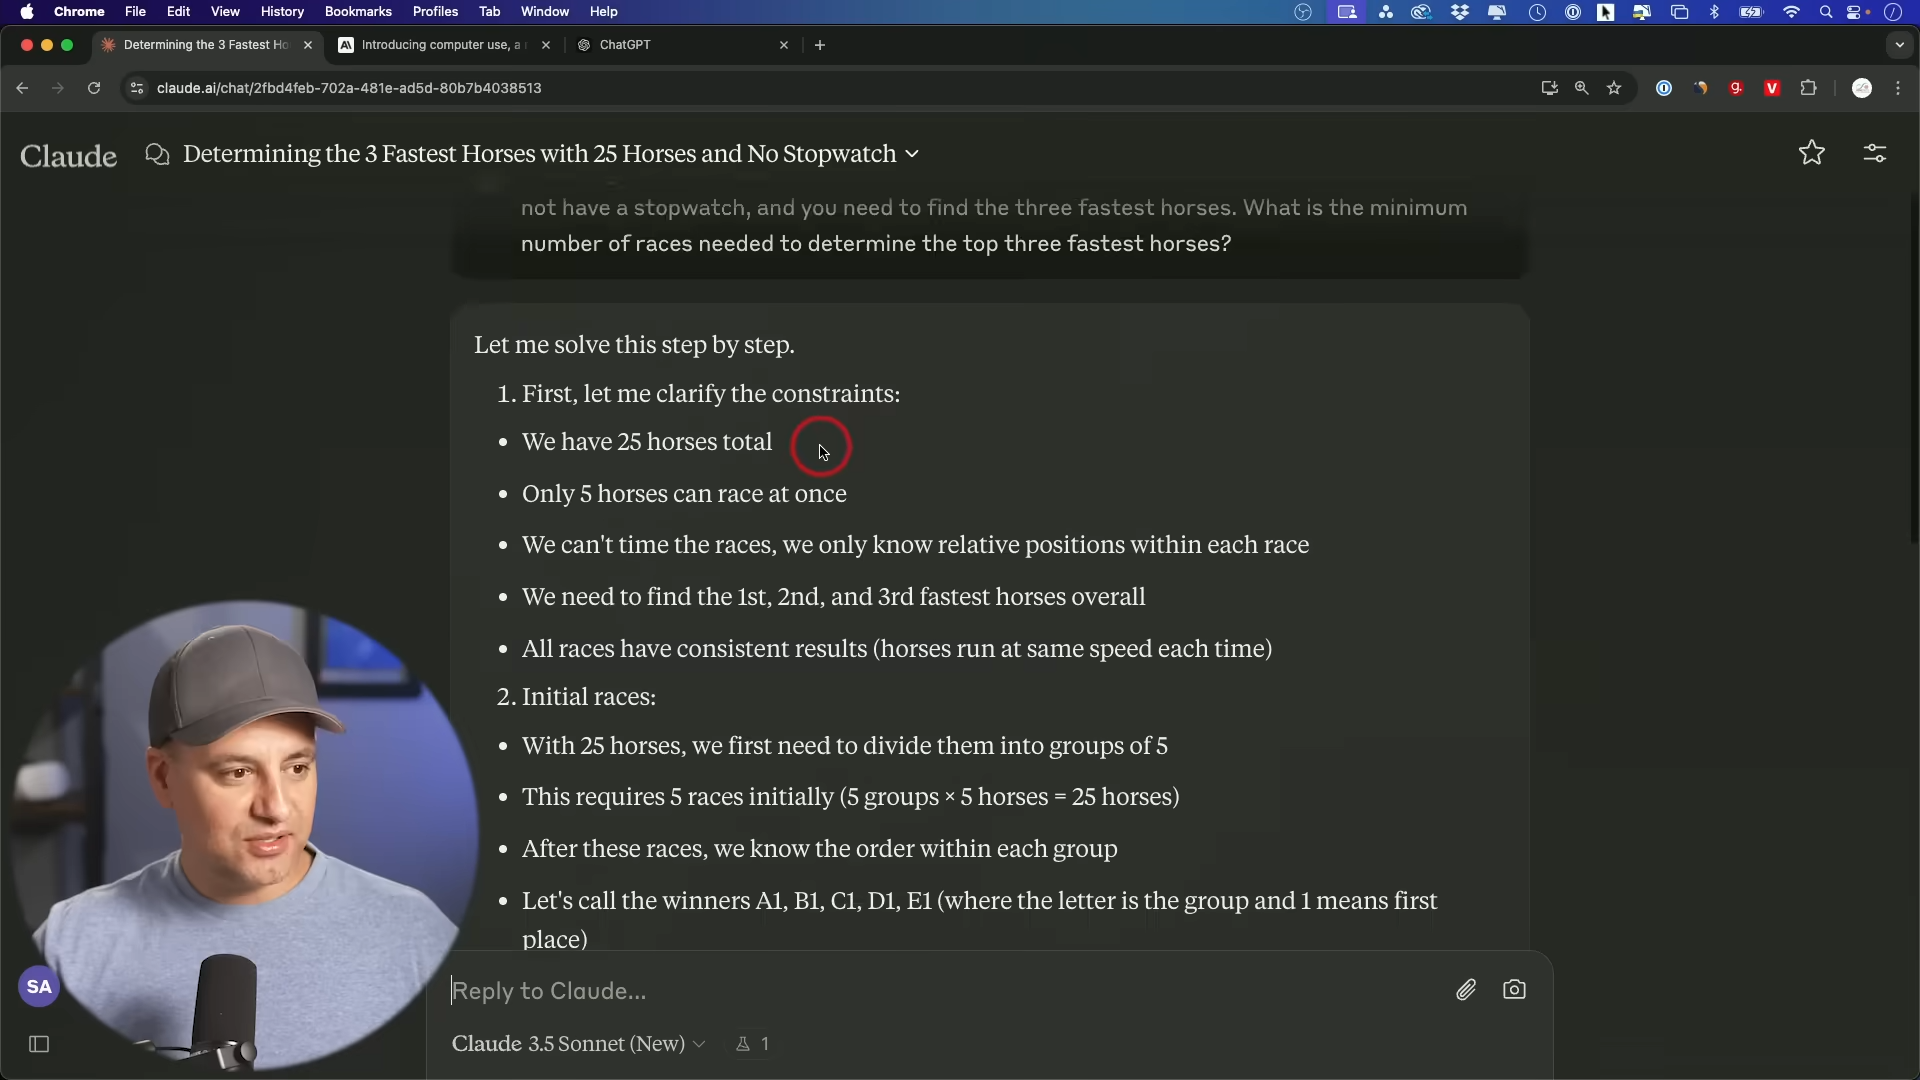 Chrome File Edit View History Bookmarks Profiles Tab Window Help
Determining the 3 Fastest Ho
Introducing computer use, a
ChatGPT
claude.ai/chat/2fbd4feb-702a-481e-ad5d-80b7b4038513
Claude
Determining the 3 Fastest Horses with 25 Horses and No Stopwatch
not have a stopwatch, and you need to find the three fastest horses. What is the minimum
number of races needed to determine the top three fastest horses?
Let me solve this step by step.
1. First, let me clarify the constraints:
• We have 25 horses total
• Only 5 horses can race at once
• We can't time the races, we only know relative positions within each race
• We need to find the 1st, 2nd, and 3rd fastest horses overall
• All races have consistent results (horses run at same speed each time)
2. Initial races:
• With 25 horses, we first need to divide them into groups of 5
• This requires 5 races initially (5 groups × 5 horses = 25 horses)
• After these races, we know the order within each group
• Let's call the winners A1, B1, C1, D1, E1 (where the letter is the group and 1 means first
place)
SA
Reply to Claude...
Claude 3.5 Sonnet (New)
1